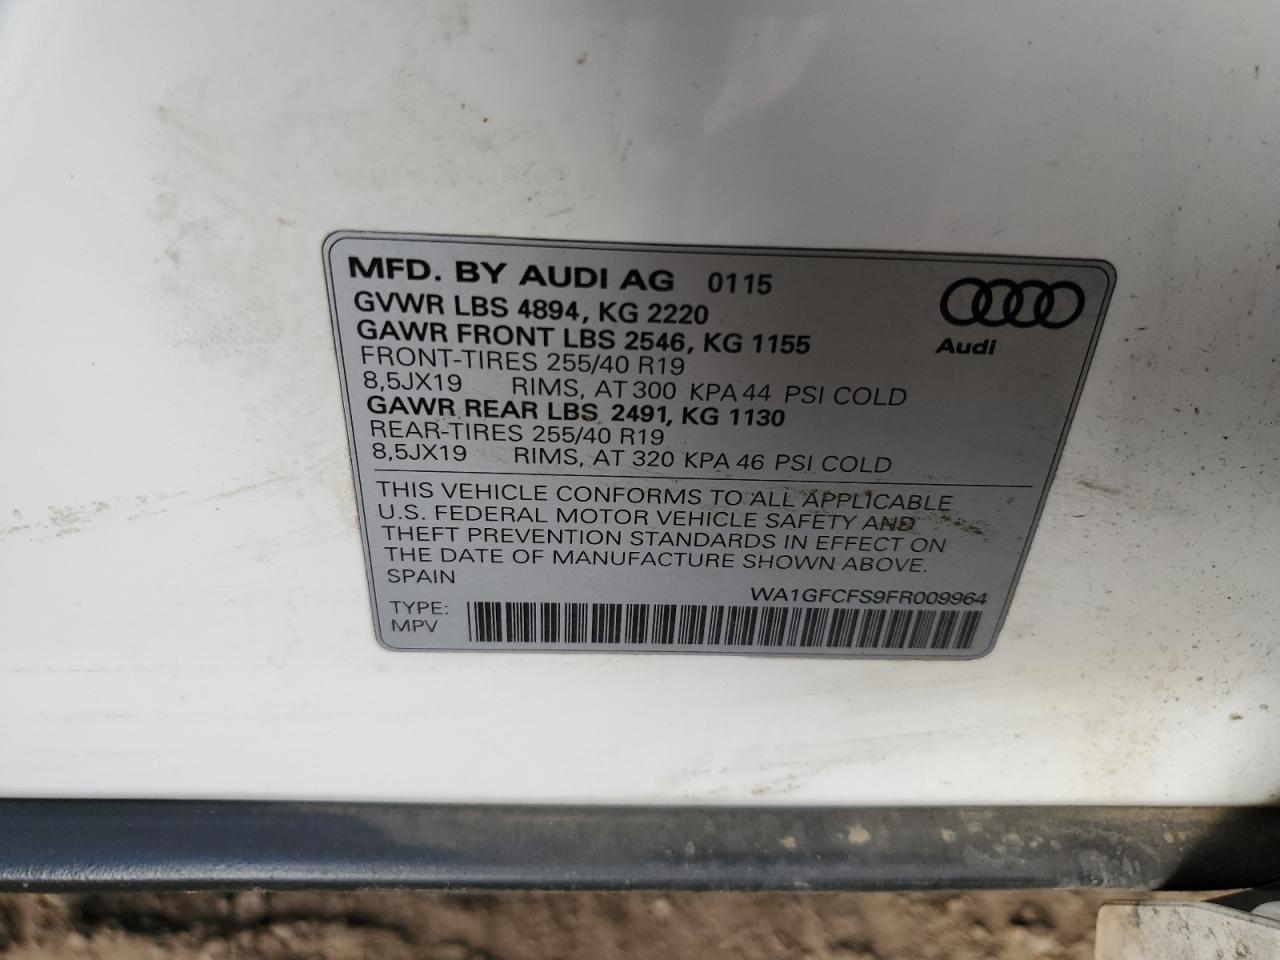 MFD. BY AUDI AG 0115
GVWR LBS 4894, KG 2220
GAWR FRONT LBS 2546, KG 1155
FRONT-TIRES 255/40 R19
8,5JX19 RIMS, AT 300 KPA 44 PSI COLD
GAWR REAR LBS 2491, KG 1130
REAR-TIRES 255/40 R19
8,5JX19 RIMS, AT 320 KPA 46 PSI COLD
Audi
THIS VEHICLE CONFORMS TO ALL APPLICABLE
U.S. FEDERAL MOTOR VEHICLE SAFETY AND
THEFT PREVENTION STANDARDS IN EFFECT ON
THE DATE OF MANUFACTURE SHOWN ABOVE.
SPAIN
WA1GFCFS9FR009964
TYPE:
MPV